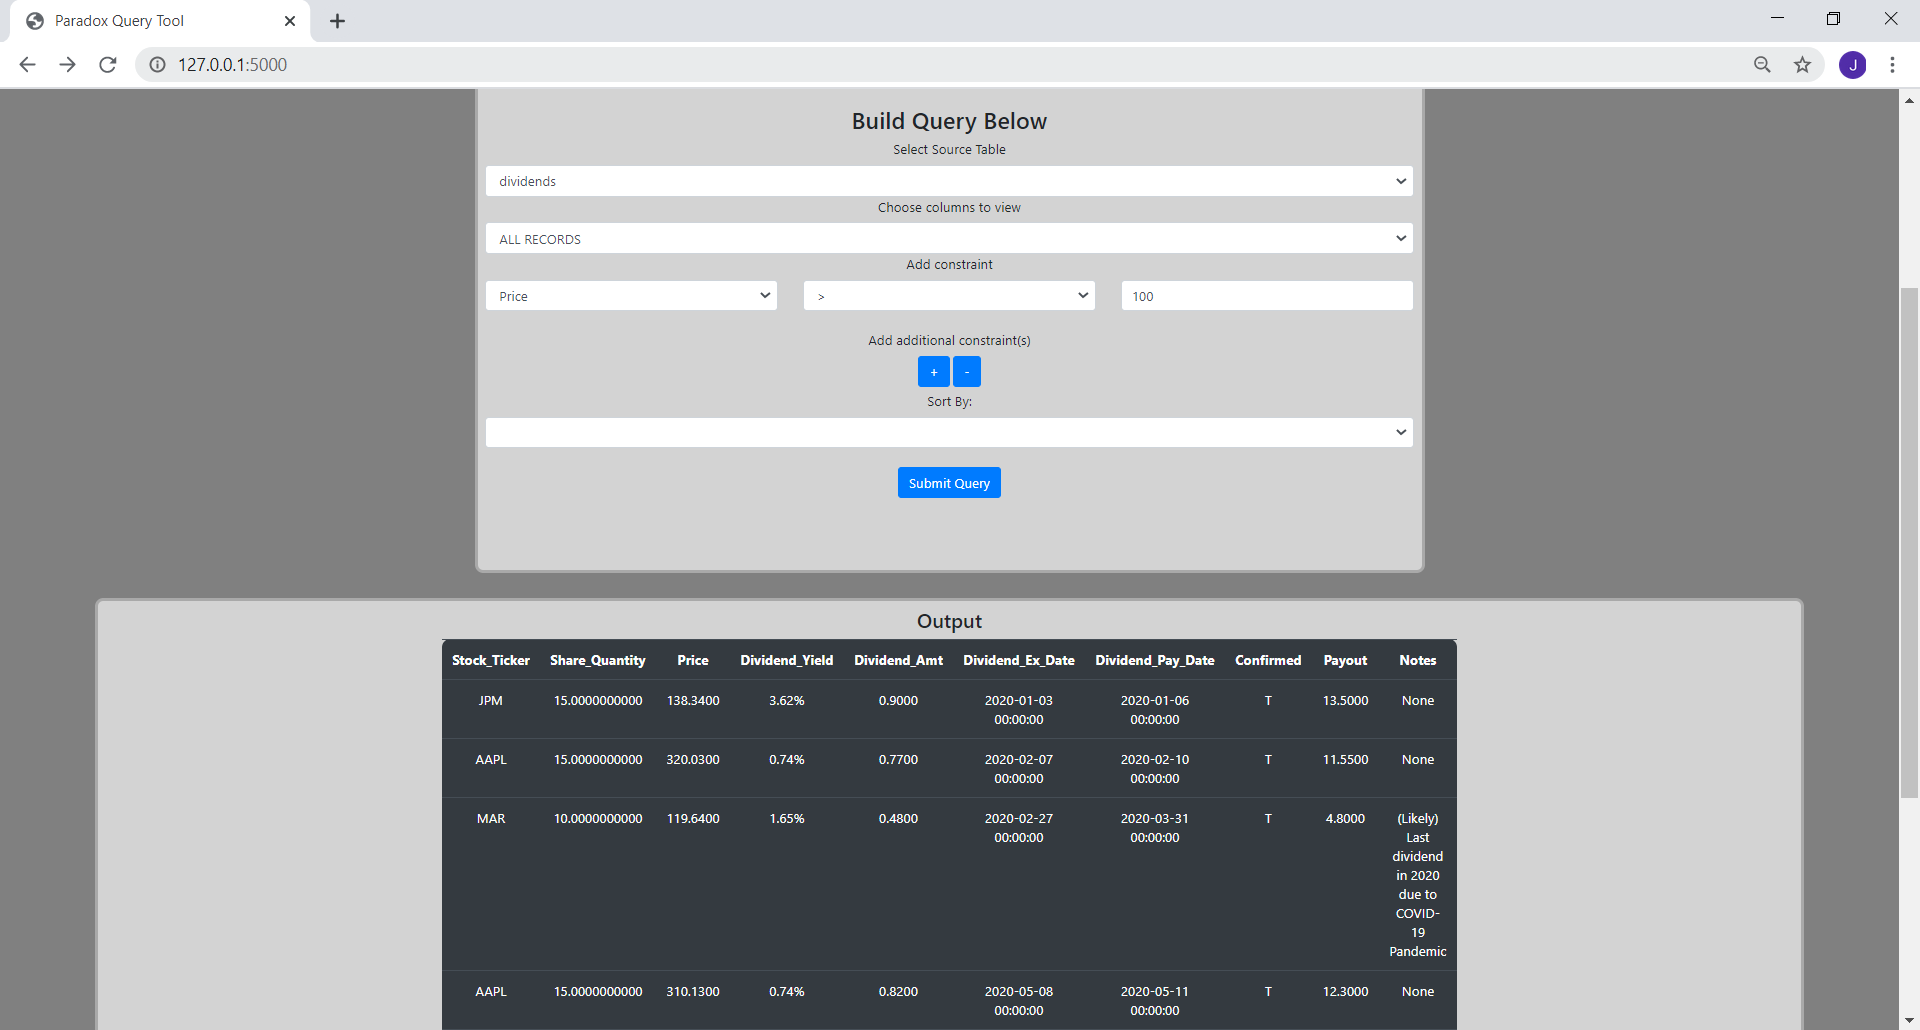 Paradox Query Tool
127.0.0.1:5000
J
Build Query Below
Select Source Table
dividends
Choose columns to view
ALL RECORDS
Add constraint
Price > 100
Add additional constraint(s)
+ -
Sort By:
Submit Query
Output
Stock_Ticker Share_Quantity Price Dividend_Yield Dividend_Amt Dividend_Ex_Date Dividend_Pay_Date Confirmed Payout Notes
JPM 15.0000000000 138.3400 3.62% 0.9000 2020-01-03 2020-01-06 T 13.5000 None
00:00:00 00:00:00
AAPL 15.0000000000 320.0300 0.74% 0.7700 2020-02-07 2020-02-10 T 11.5500 None
00:00:00 00:00:00
MAR 10.0000000000 119.6400 1.65% 0.4800 2020-02-27 2020-03-31 T 4.8000 (Likely)
00:00:00 00:00:00 Last
dividend
in 2020
due to
COVID-
19
Pandemic
AAPL 15.0000000000 310.1300 0.74% 0.8200 2020-05-08 2020-05-11 T 12.3000 None
00:00:00 00:00:00